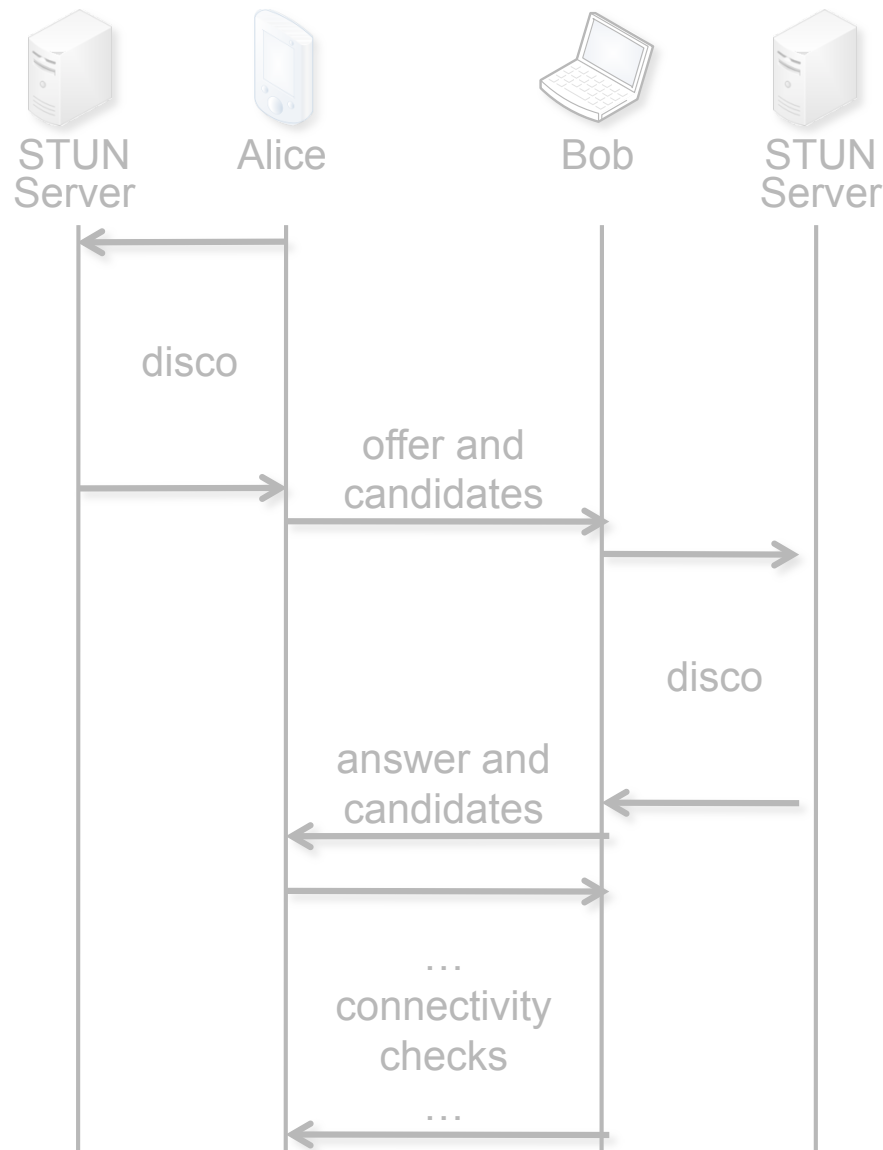 STUN
Server
Alice
Bob
STUN
Server
disco
offer and
candidates
disco
answer and
candidates
…
connectivity
checks
…